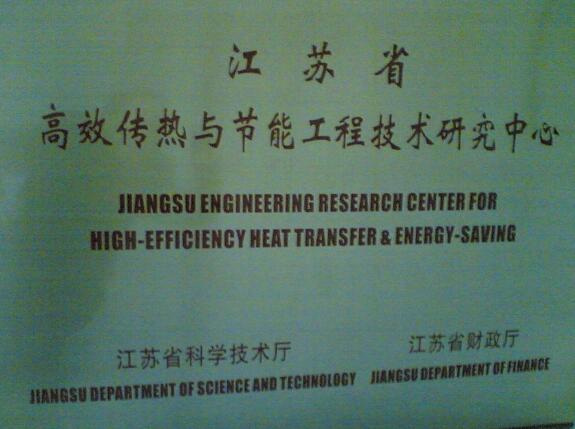 江苏省
高效传热与节能工程技术研究中心
JIANGSU ENGINEERING RESEARCH CENTER FOR
HIGH-EFFICIENCY HEAT TRANSFER & ENERGY-SAVING
江苏省科学技术厅
JIANGSU DEPARTMENT OF SCIENCE AND TECHNOLOGY
江苏省财政厅
JIANGSU DEPARTMENT OF FINANCE